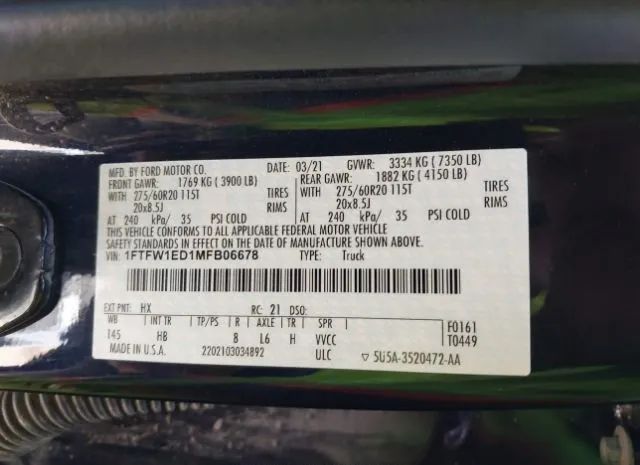 MFD. BY FORD MOTOR CO. DATE: 03/21 GVWR: 3334 KG ( 7350 LB)
FRONT GAWR: 1769 KG ( 3900 LB) REAR GAWR: 1882 KG ( 4150 LB)
WITH 275/60R20 115T TIRES WITH 275/60R20 115T TIRES
20x8.5J RIMS 20x8.5J RIMS
AT 240 kPa/ 35 PSI COLD AT 240 kPa/ 35 PSI COLD
THIS VEHICLE CONFORMS TO ALL APPLICABLE FEDERAL MOTOR VEHICLE
SAFETY STANDARDS IN EFFECT ON THE DATE OF MANUFACTURE SHOWN ABOVE.
VIN: 1FTFW1ED1MFB06678 TYPE: Truck
EXT PNT: HX RC: 21 DSO:
WB INT TR TP/PS R AXLE TR SPR F0161
145 HB 8 L6 H VVCC T0449
MADE IN U.S.A. 2202103034892 ULC ▽ 5U5A-3520472-AA